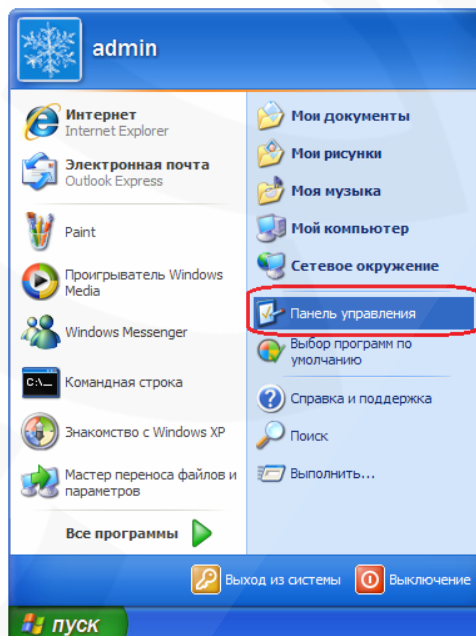 admin
Интернет
Internet Explorer
Электронная почта
Outlook Express
Paint
Проигрыватель Windows
Media
Windows Messenger
C:\_
Командная строка
Знакомство с Windows XP
Мастер переноса файлов и
параметров
Все программы
Мои документы
Мои рисунки
Моя музыка
Мой компьютер
Сетевое окружение
Панель управления
Выбор программ по
умолчанию
Справка и поддержка
Поиск
Выполнить...
Выход из системы
Выключение
пуск